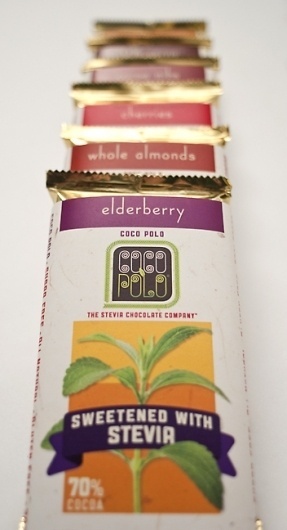 cherries
whole almonds
elderberry
COCO POLO
COCO
POLO
THE STEVIA CHOCOLATE COMPANY
SWEETENED WITH
STEVIA
70%
COCOA